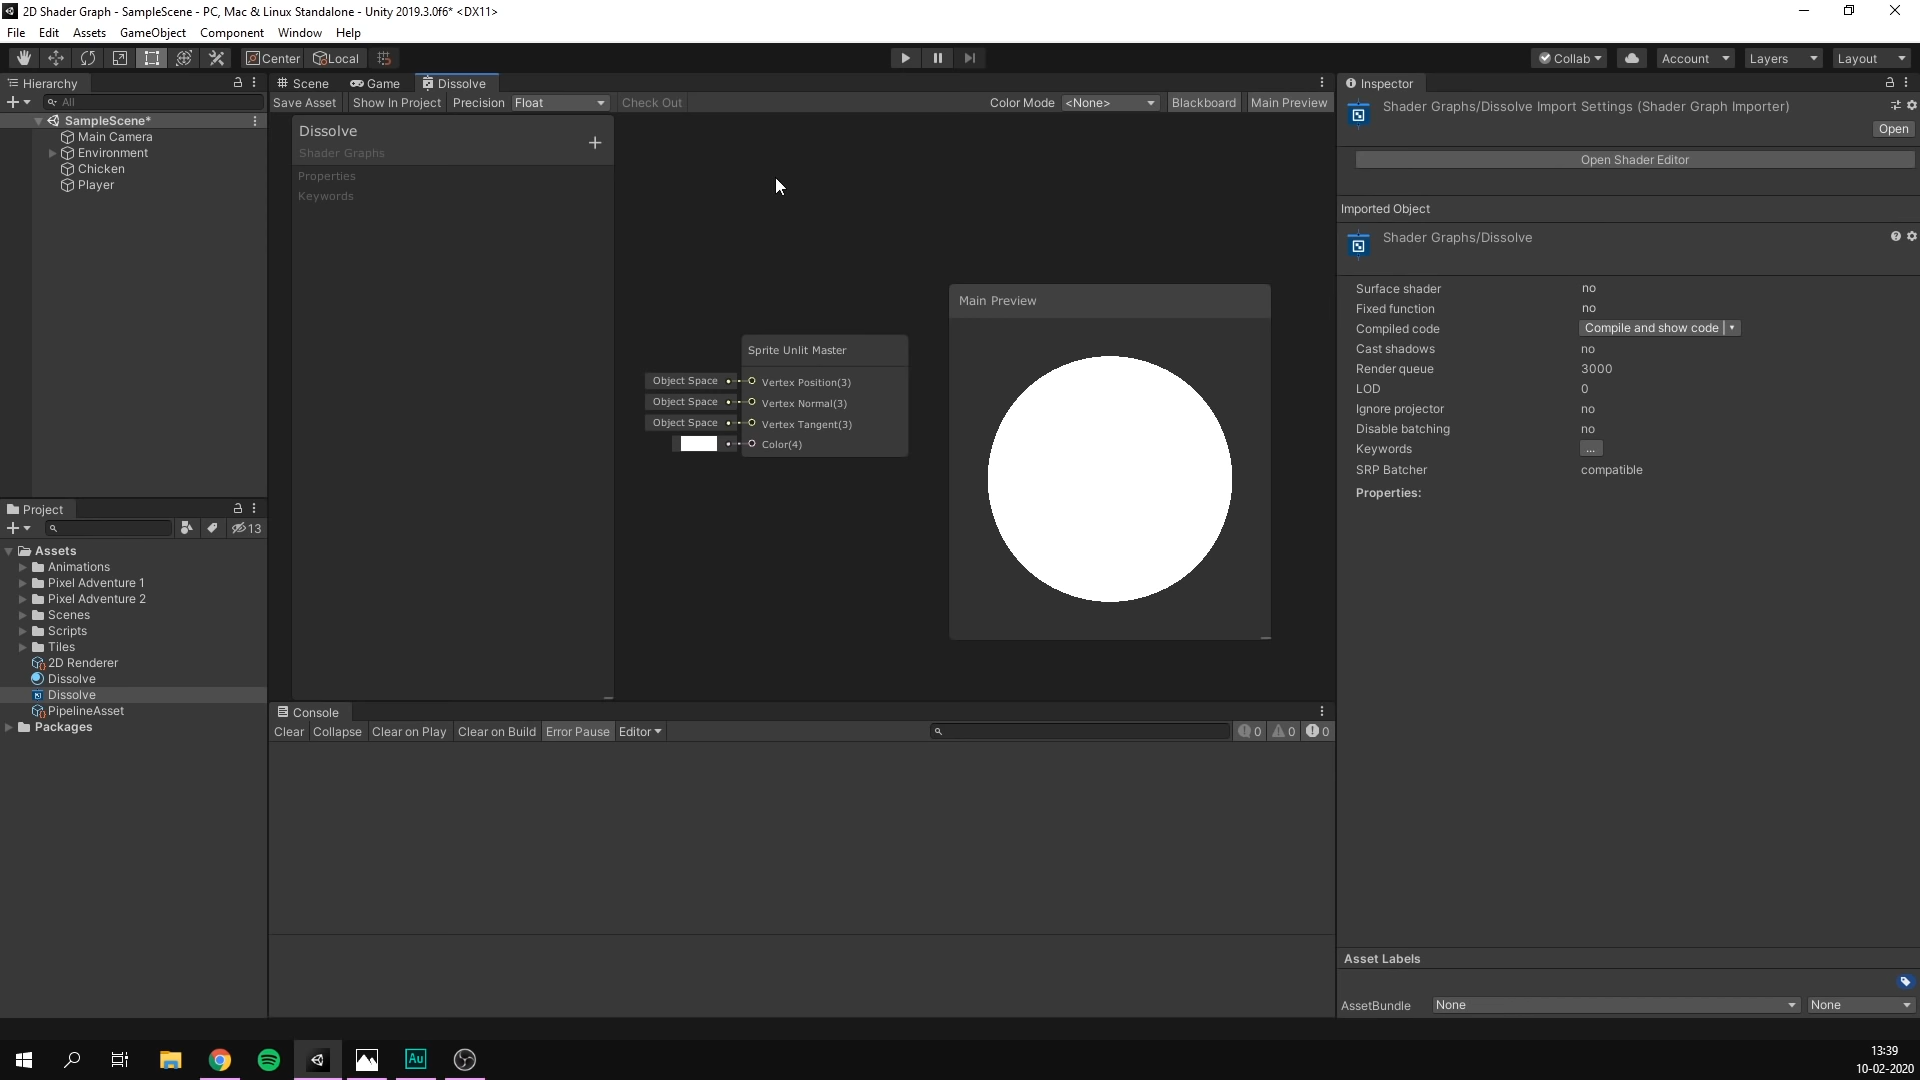 2D Shader Graph - SampleScene - PC, Mac & Linux Standalone - Unity 2019.3.0f6* <DX11>
File Edit Assets GameObject Component Window Help
Center Local
Collab Account Layers Layout
Hierarchy
All
SampleScene*
Main Camera
Environment
Chicken
Player
Project
13
Assets
Animations
Pixel Adventure 1
Pixel Adventure 2
Scenes
Scripts
Tiles
2D Renderer
Dissolve
Dissolve
PipelineAsset
Packages
Scene Game Dissolve
Save Asset Show In Project Precision Float Check Out Color Mode <None> Blackboard Main Preview
Dissolve
Shader Graphs
Properties
Keywords
Sprite Unlit Master
Object Space Vertex Position(3)
Object Space Vertex Normal(3)
Object Space Vertex Tangent(3)
Color(4)
Main Preview
Console
Clear Collapse Clear on Play Clear on Build Error Pause Editor 0 0 0
Inspector
Shader Graphs/Dissolve Import Settings (Shader Graph Importer)
Open
Open Shader Editor
Imported Object
Shader Graphs/Dissolve
Surface shader no
Fixed function no
Compiled code Compile and show code
Cast shadows no
Render queue 3000
LOD 0
Ignore projector no
Disable batching no
Keywords ...
SRP Batcher compatible
Properties:
Asset Labels
AssetBundle None None
Au
13:39
10-02-2020